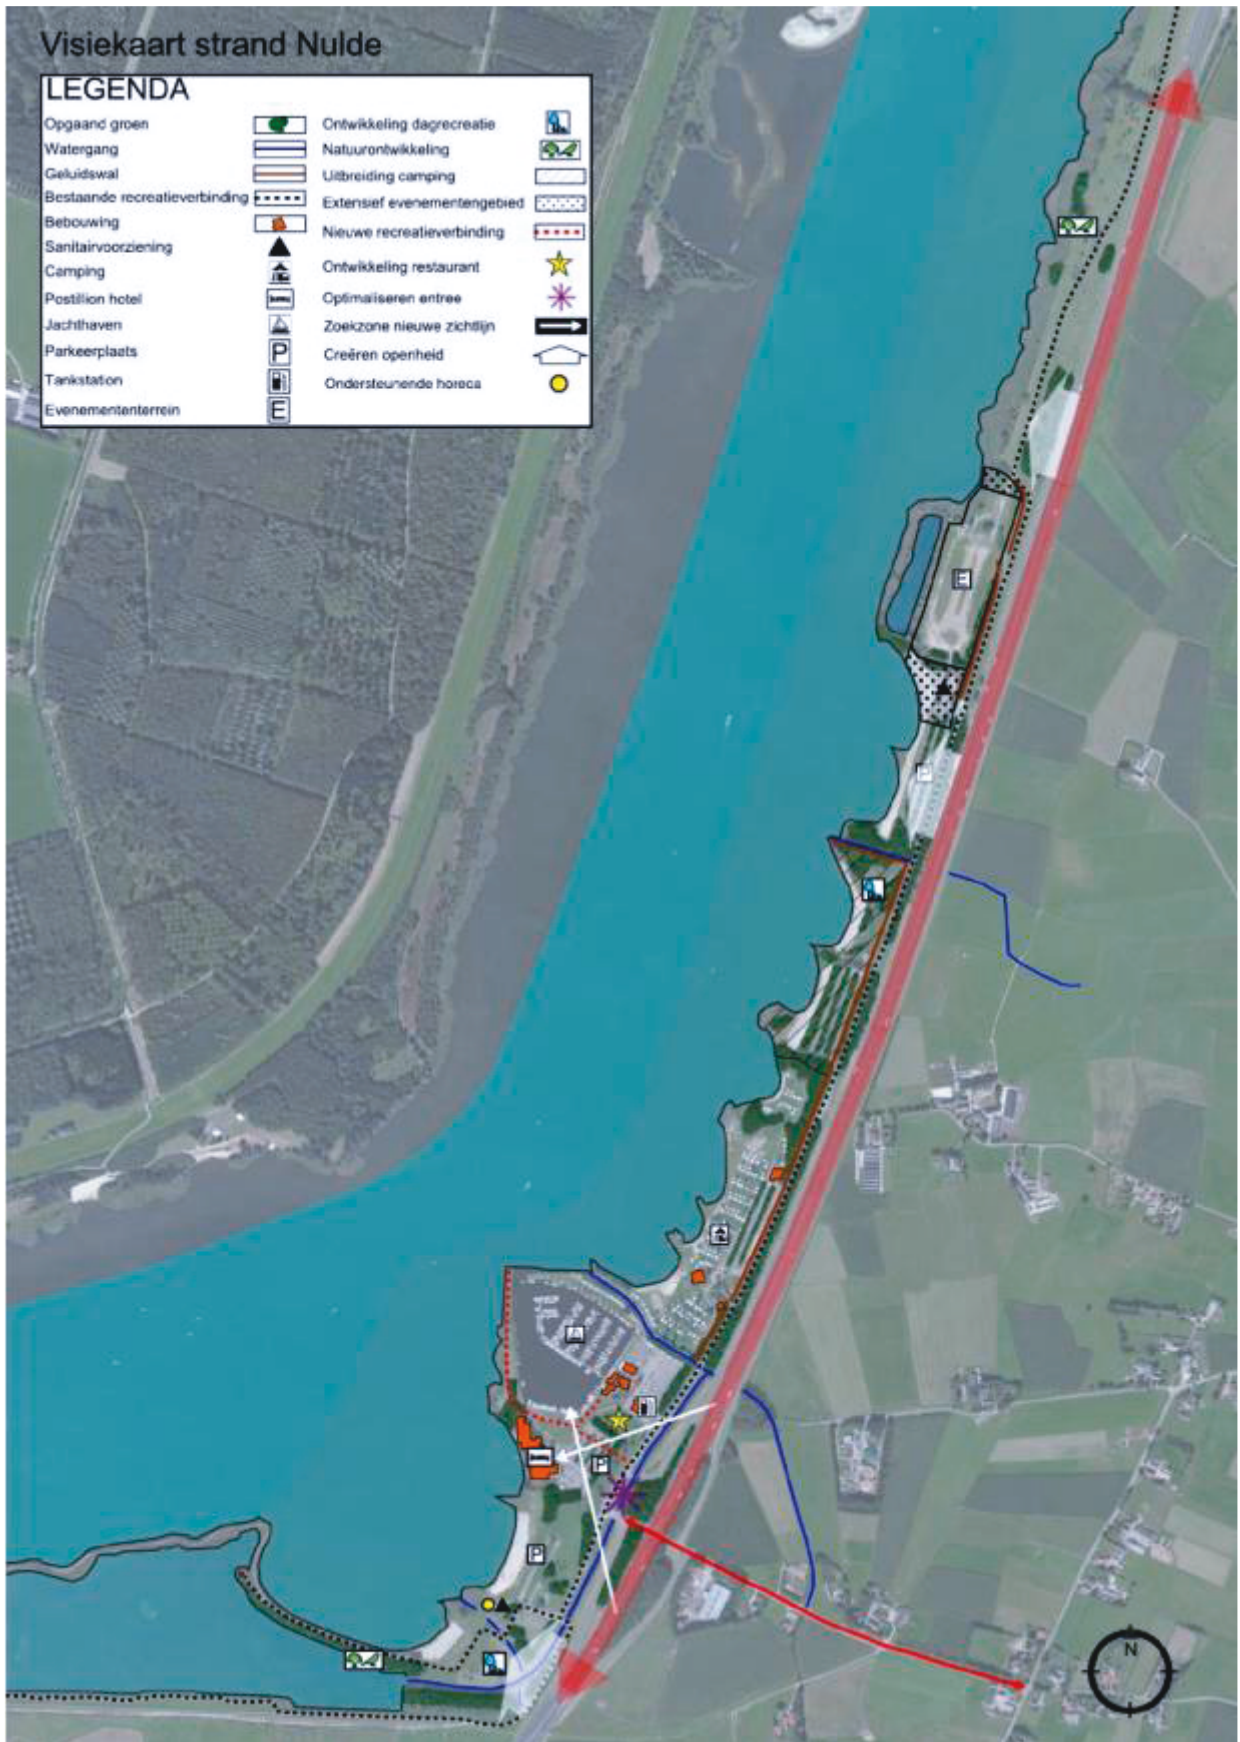 Visiekaart strand Nulde
LEGENDA
Opgaand groen
Watergang
Geluidswal
Bestaande recreatieverbinding
Bebouwing
Sanitairvoorziening
Camping
Postillion hotel
Jachthaven
Parkeerplaats P
Tankstation
Evenemententerrein E
Ontwikkeling dagrecreatie
Natuurontwikkeling
Uitbreiding camping
Extensief evenementengebied
Nieuwe recreatieverbinding
Ontwikkeling restaurant
Optimaliseren entree
Zoekzone nieuwe zichtlijn
Creëren openheid
Ondersteunende horeca
E
P
P
P
N